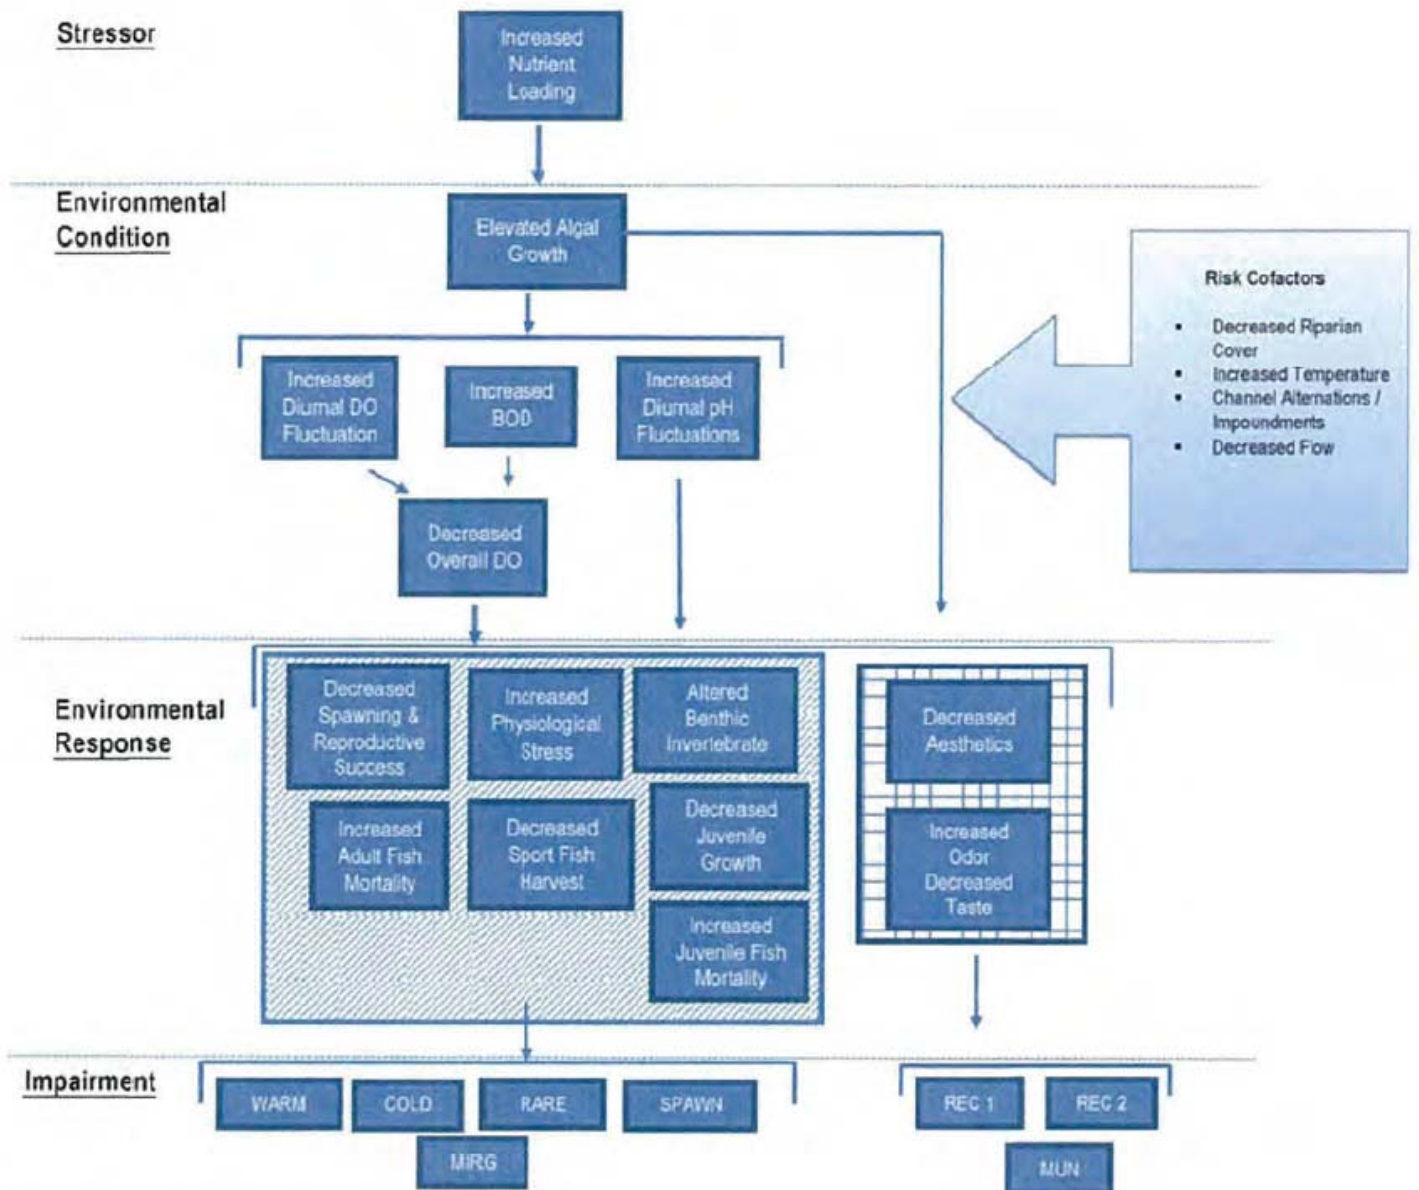 Stressor
Increased
Nutrient
Loading
Environmental
Condition
Elevated Algal
Growth
Risk Cofactors
▪ Decreased Riparian
Cover
▪ Increased Temperature
▪ Channel Alternations /
Impoundments
▪ Decreased Flow
Increased
Diurnal DO
Fluctuation
Increased
BOD
Increased
Diurnal pH
Fluctuations
Decreased
Overall DO
Environmental
Response
Decreased
Spawning &
Reproductive
Success
Increased
Physiological
Stress
Altered
Benthic
Invertebrate
Decreased
Aesthetics
Increased
Adult Fish
Mortality
Decreased
Sport Fish
Harvest
Decreased
Juvenile
Growth
Increased
Odor
Decreased
Taste
Increased
Juvenile Fish
Mortality
Impairment
WARM
COLD
RARE
SPAWN
REC 1
REC 2
MIRG
MUN